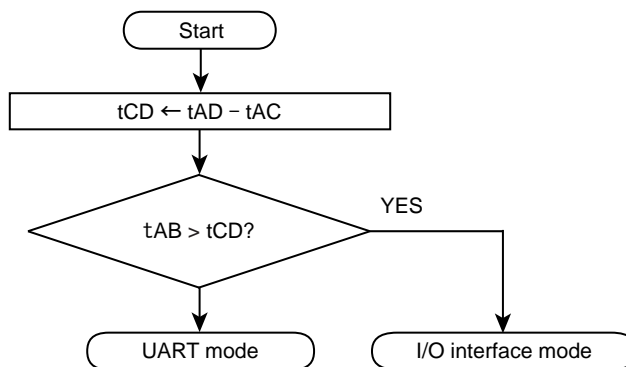 Start
tCD ← tAD − tAC
tAB > tCD?
YES
UART mode
I/O interface mode